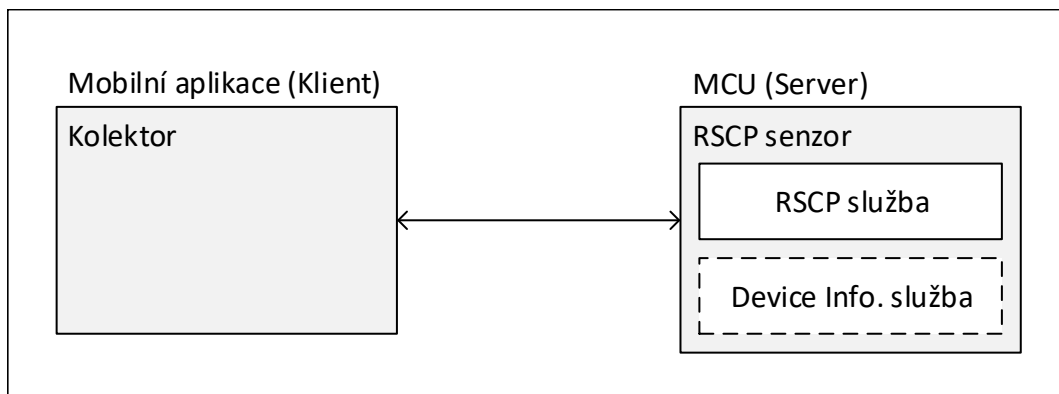 Mobilní aplikace (Klient)
Kolektor
MCU (Server)
RSCP senzor
RSCP služba
Device Info. služba